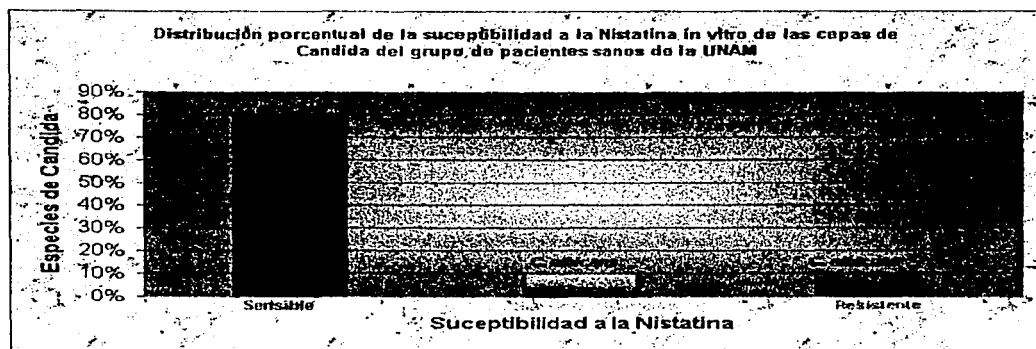 Distribución porcentual de la suceptibilidad a la Nistatina in vitro de las cepas de
Candida del grupo de pacientes sanos de la UNAM
Especies de Candida
90%
80%
70%
60%
50%
40%
30%
20%
10%
0%
Sensible
Resistente
Suceptibilidad a la Nistatina